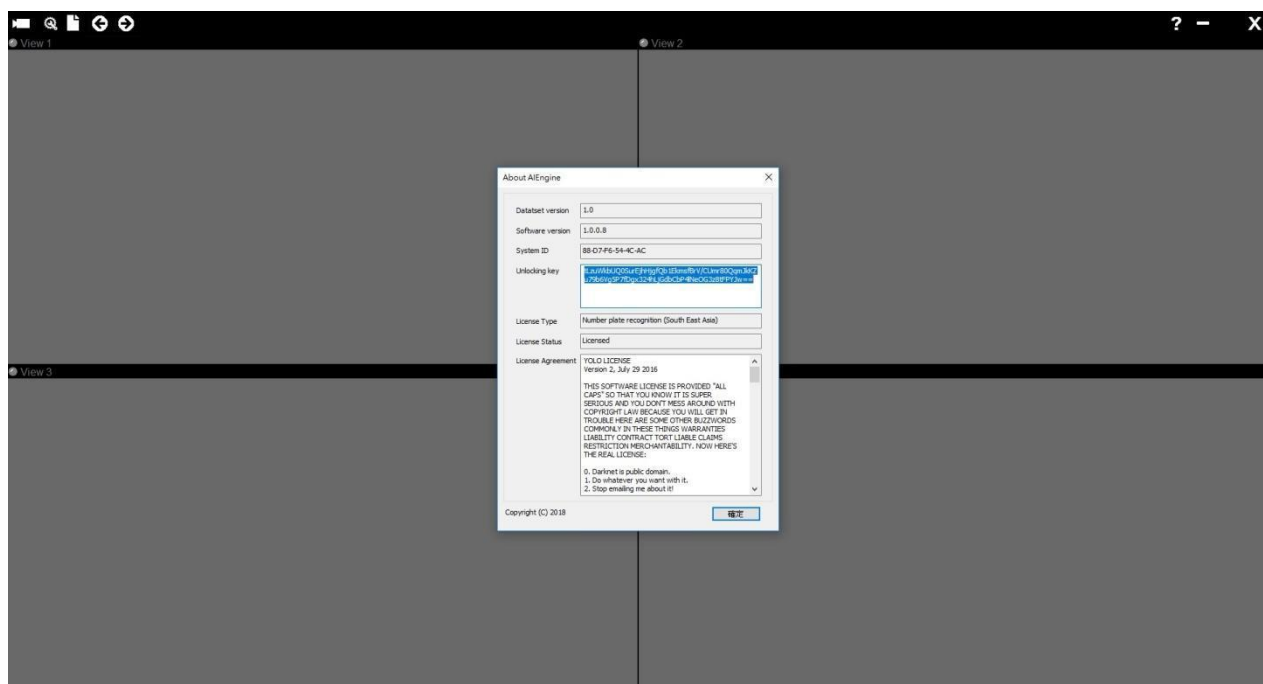 ? – X
View 1
View 2
About AIEngine
Datatset version 1.0
Software version 1.0.0.8
System ID 88-D7-F6-54-4C-AC
Unlocking key
License Type Number plate recognition (South East Asia)
License Status Licensed
License Agreement YOLO LICENSE
Version 2, July 29 2016
THIS SOFTWARE LICENSE IS PROVIDED "ALL
CAPS" SO THAT YOU KNOW IT IS SUPER
SERIOUS AND YOU DON'T MESS AROUND WITH
COPYRIGHT LAW BECAUSE YOU WILL GET IN
TROUBLE HERE ARE SOME OTHER BUZZWORDS
COMMONLY IN THESE THINGS WARRANTIES
LIABILITY CONTRACT TORT LIABLE CLAIMS
RESTRICTION MERCHANTABILITY. NOW HERE'S
THE REAL LICENSE:
0. Darknet is public domain.
1. Do whatever you want with it.
2. Stop emailing me about it!
Copyright (C) 2018
確定
View 3